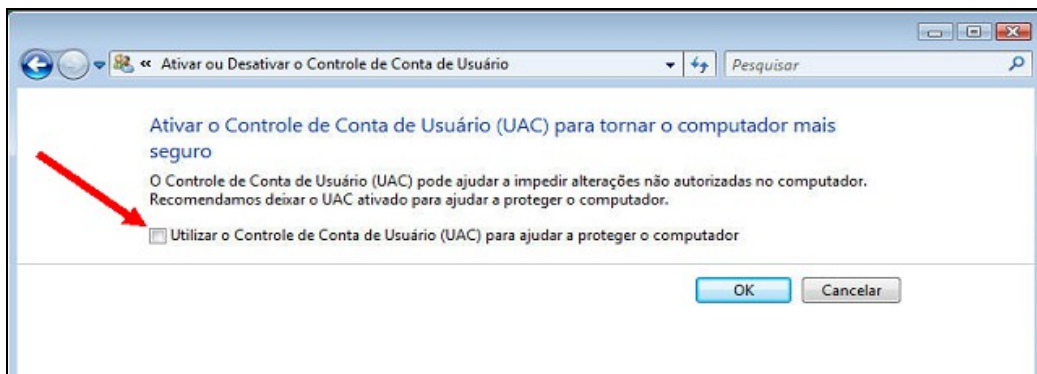 « Ativar ou Desativar o Controle de Conta de Usuário
Pesquisar
Ativar o Controle de Conta de Usuário (UAC) para tornar o computador mais
seguro
O Controle de Conta de Usuário (UAC) pode ajudar a impedir alterações não autorizadas no computador.
Recomendamos deixar o UAC ativado para ajudar a proteger o computador.
Utilizar o Controle de Conta de Usuário (UAC) para ajudar a proteger o computador
OK
Cancelar